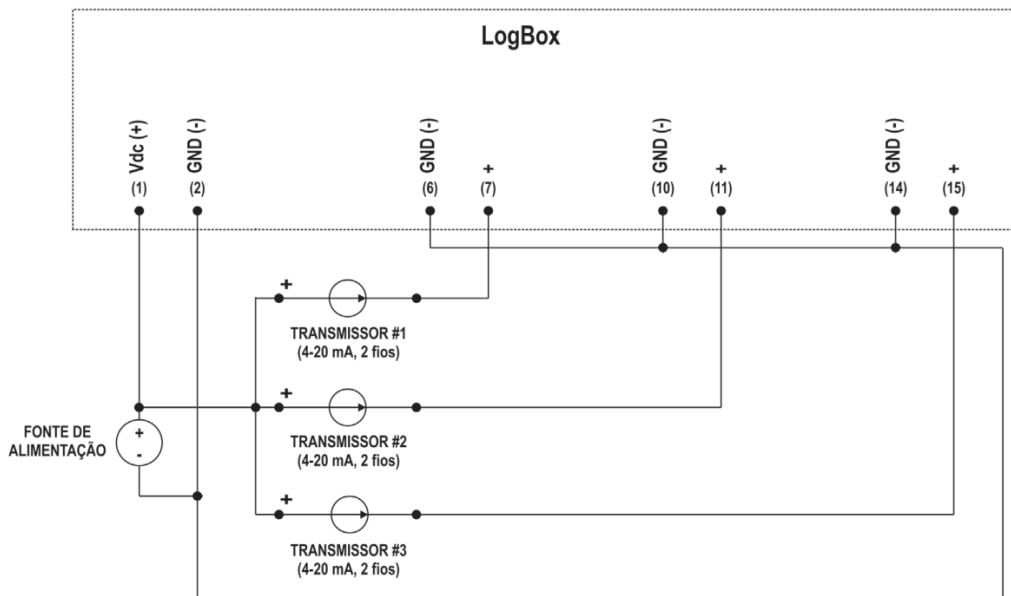 LogBox
Vdc (+)
(1)
GND (-)
(2)
GND (-)
(6)
+
(7)
GND (-)
(10)
+
(11)
GND (-)
(14)
+
(15)
+
TRANSMISSOR #1
(4-20 mA, 2 fios)
+
TRANSMISSOR #2
(4-20 mA, 2 fios)
FONTE DE
ALIMENTAÇÃO
+
-
+
TRANSMISSOR #3
(4-20 mA, 2 fios)